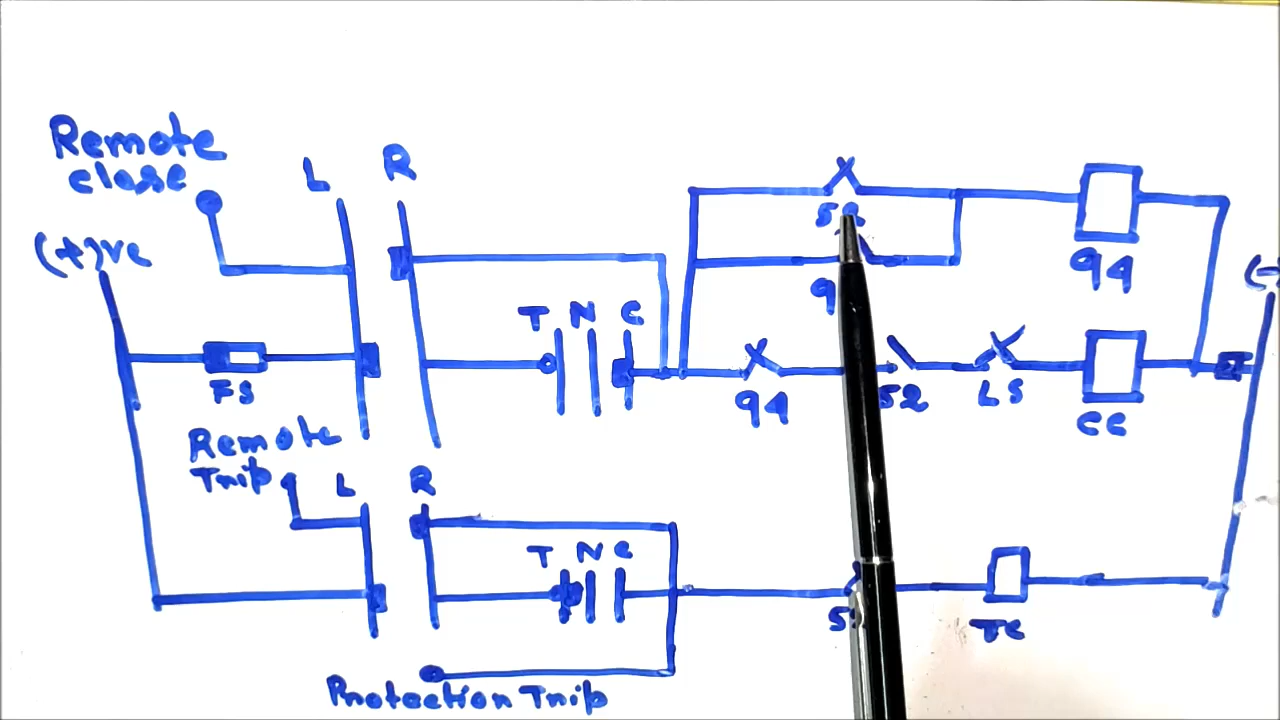 Remote
close
L
R
(+)ve
52
94
T N C
FS
94
52
LS
CC
Remote
Trip
L
R
T N C
TC
Protection Trip